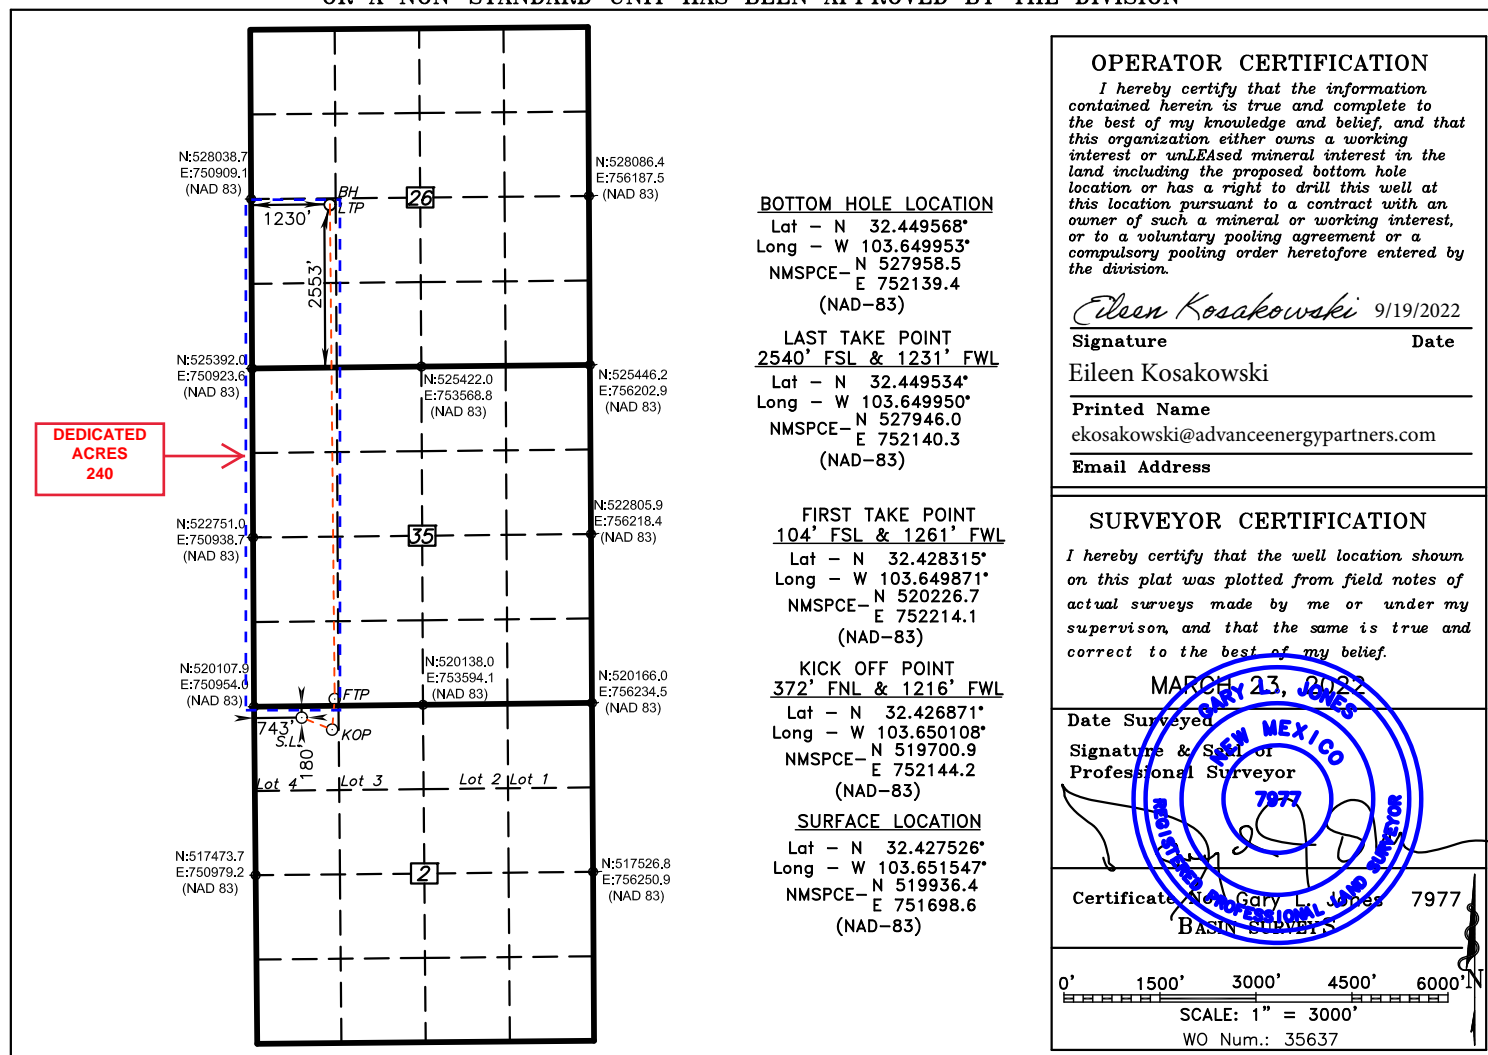 OR A NON-STANDARD UNIT HAS BEEN APPROVED BY THE DIVISION
N:528038.7
E:750909.1
(NAD 83)
N:528086.4
E:756187.5
(NAD 83)
BH
LTP
26
1230'
2553'
N:525392.0
E:750923.6
(NAD 83)
N:525422.0
E:753568.8
(NAD 83)
N:525446.2
E:756202.9
(NAD 83)
DEDICATED
ACRES
240
N:522751.0
E:750938.7
(NAD 83)
35
N:522805.9
E:756218.4
(NAD 83)
N:520107.9
E:750954.0
(NAD 83)
N:520138.0
E:753594.1
(NAD 83)
N:520166.0
E:756234.5
(NAD 83)
FTP
743'
S.L.
KOP
180'
Lot 4
Lot 3
Lot 2
Lot 1
N:517473.7
E:750979.2
(NAD 83)
2
N:517526.8
E:756250.9
(NAD 83)
BOTTOM HOLE LOCATION
Lat - N 32.449568°
Long - W 103.649953°
NMSPCE- N 527958.5
E 752139.4
(NAD-83)
LAST TAKE POINT
2540' FSL & 1231' FWL
Lat - N 32.449534°
Long - W 103.649950°
NMSPCE- N 527946.0
E 752140.3
(NAD-83)
FIRST TAKE POINT
104' FSL & 1261' FWL
Lat - N 32.428315°
Long - W 103.649871°
NMSPCE- N 520226.7
E 752214.1
(NAD-83)
KICK OFF POINT
372' FNL & 1216' FWL
Lat - N 32.426871°
Long - W 103.650108°
NMSPCE- N 519700.9
E 752144.2
(NAD-83)
SURFACE LOCATION
Lat - N 32.427526°
Long - W 103.651547°
NMSPCE- N 519936.4
E 751698.6
(NAD-83)
OPERATOR CERTIFICATION
I hereby certify that the information
contained herein is true and complete to
the best of my knowledge and belief, and that
this organization either owns a working
interest or unLEAsed mineral interest in the
land including the proposed bottom hole
location or has a right to drill this well at
this location pursuant to a contract with an
owner of such a mineral or working interest,
or to a voluntary pooling agreement or a
compulsory pooling order heretofore entered by
the division.
Eileen Kosakowski 9/19/2022
Signature Date
Eileen Kosakowski
Printed Name
ekosakowski@advanceenergypartners.com
Email Address
SURVEYOR CERTIFICATION
I hereby certify that the well location shown
on this plat was plotted from field notes of
actual surveys made by me or under my
supervison, and that the same is true and
correct to the best of my belief.
MARCH 23, 2022
Date Surveyed
Signature & Seal of
Professional Surveyor
GARY L. JONES
NEW MEXICO
7977
REGISTERED PROFESSIONAL LAND SURVEYOR
Certificate No. Gary L. Jones 7977
BASIN SURVEYS
N
0' 1500' 3000' 4500' 6000'
SCALE: 1" = 3000'
WO Num.: 35637